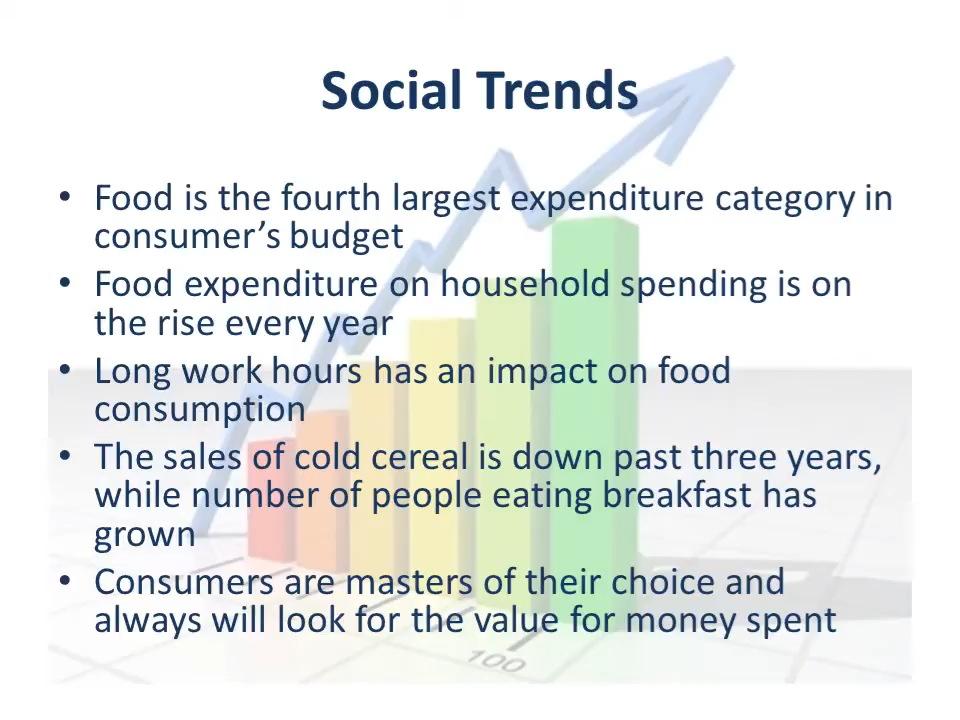 Social Trends
• Food is the fourth largest expenditure category in
consumer’s budget
• Food expenditure on household spending is on
the rise every year
• Long work hours has an impact on food
consumption
• The sales of cold cereal is down past three years,
while number of people eating breakfast has
grown
• Consumers are masters of their choice and
always will look for the value for money spent
100